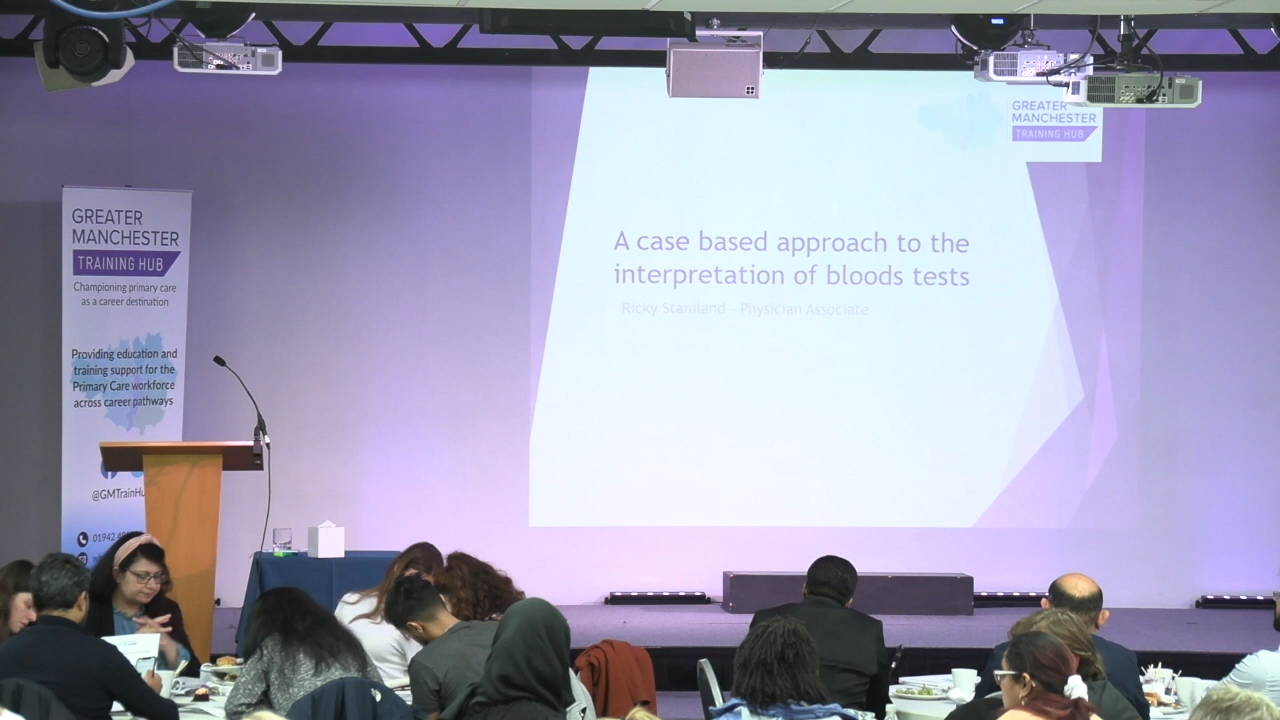 GREATER
MANCHESTER
TRAINING HUB
A case based approach to the
interpretation of bloods tests
Ricky Staniland - Physician Associate
GREATER
MANCHESTER
TRAINING HUB
Championing primary care
as a career destination
Providing education and
training support for the
Primary Care workforce
across career pathways
@GMTrainHu
01942